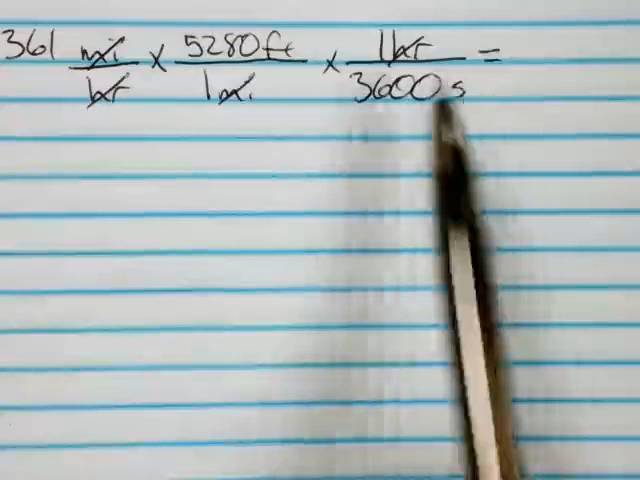 361 mi/hr × 5280 ft/1 mi × 1 hr/3600 s =